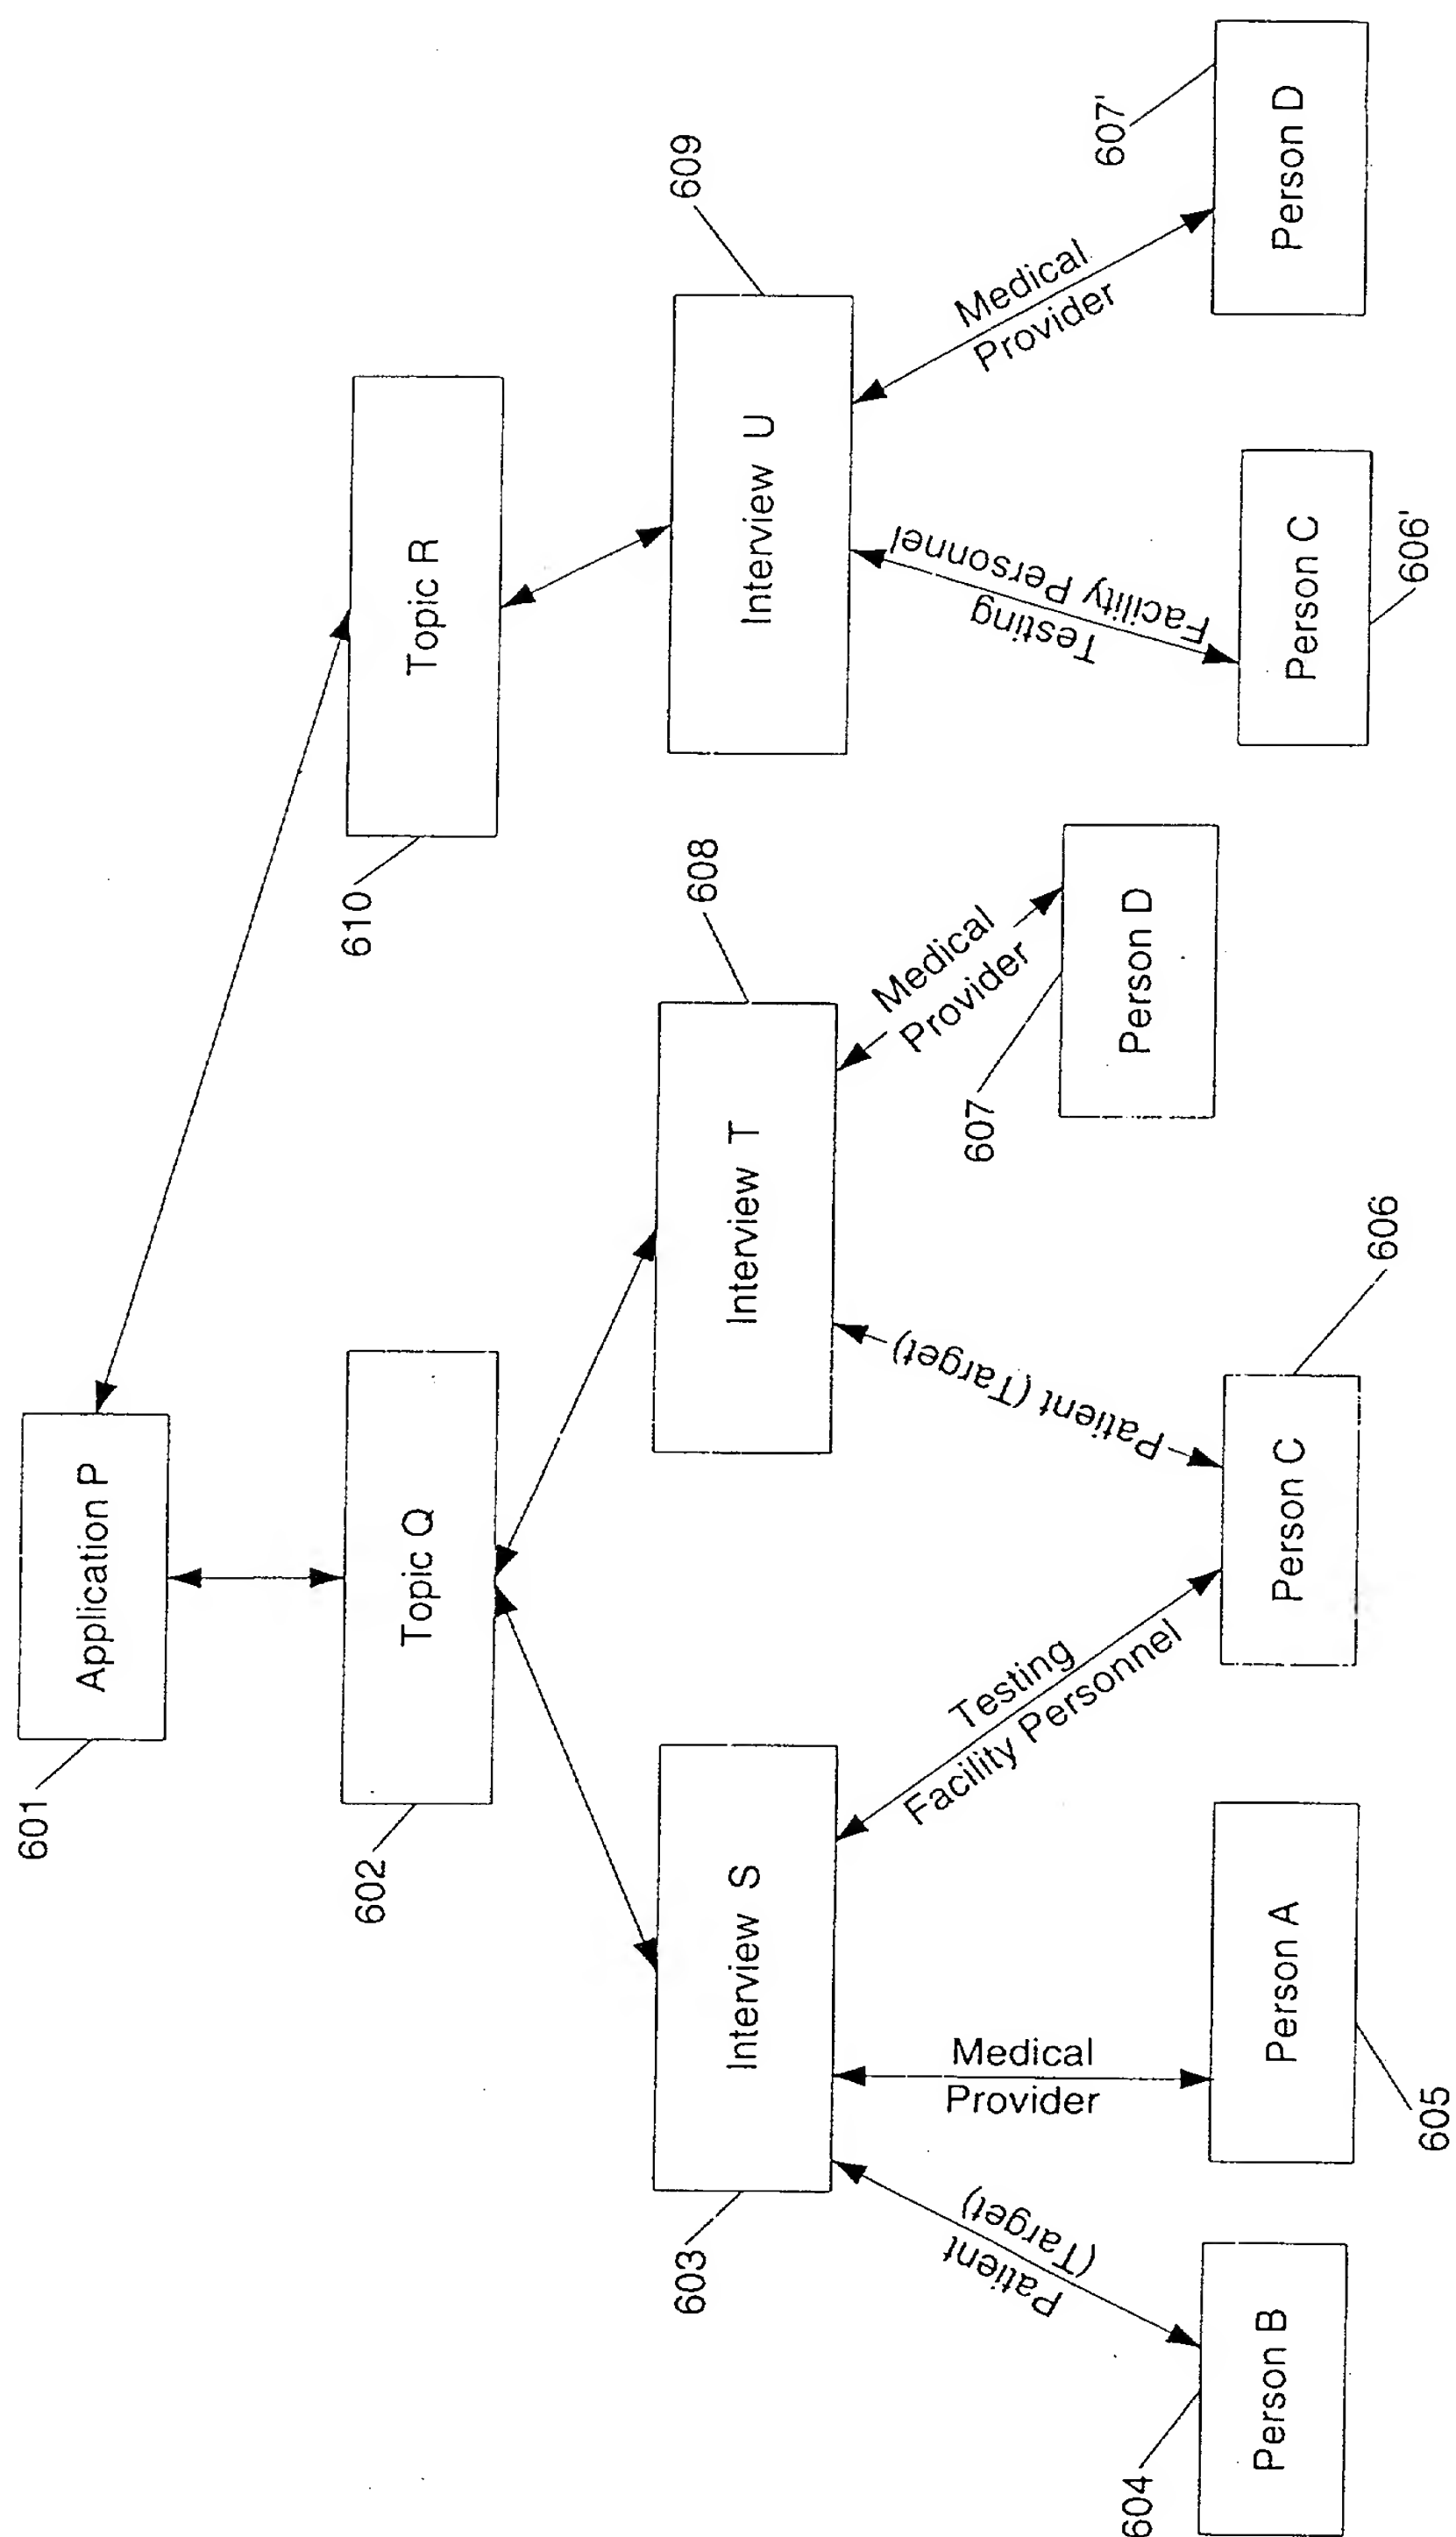 601
Application P
602
Topic Q
610
Topic R
603
Interview S
608
Interview T
609
Interview U
Patient
(Target)
Medical
Provider
Testing
Facility Personnel
Patient (Target)
Medical
Provider
Testing
Facility Personnel
Medical
Provider
604
Person B
605
Person A
606
Person C
607
Person D
606'
Person C
607'
Person D